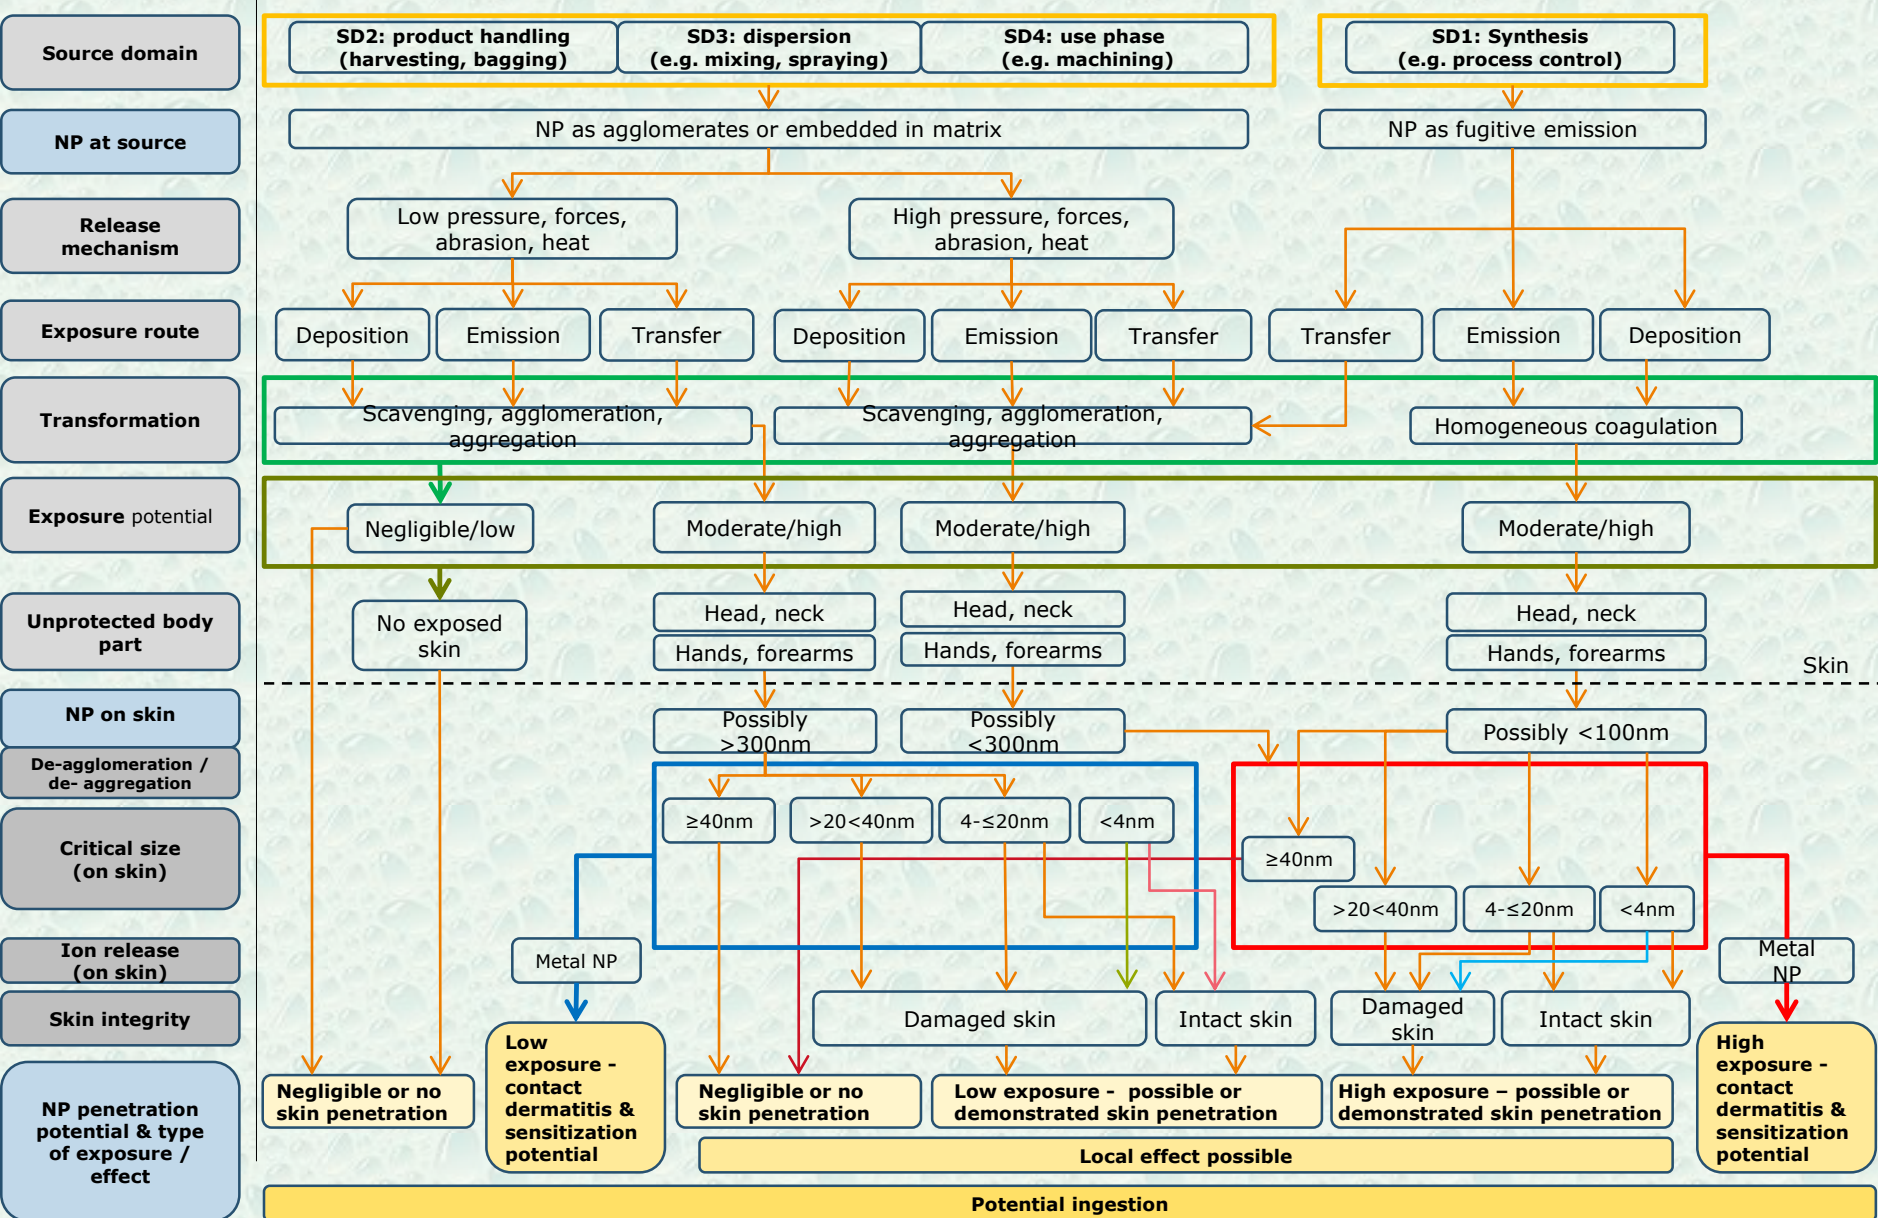 Source domain
SD2: product handling
(harvesting, bagging)
SD3: dispersion
(e.g. mixing, spraying)
SD4: use phase
(e.g. machining)
SD1: Synthesis
(e.g. process control)
NP at source
NP as agglomerates or embedded in matrix
NP as fugitive emission
Release
mechanism
Low pressure, forces,
abrasion, heat
High pressure, forces,
abrasion, heat
Exposure route
Deposition
Emission
Transfer
Deposition
Emission
Transfer
Transfer
Emission
Deposition
Transformation
Scavenging, agglomeration,
aggregation
Scavenging, agglomeration,
aggregation
Homogeneous coagulation
Exposure potential
Negligible/low
Moderate/high
Moderate/high
Moderate/high
Unprotected body
part
No exposed
skin
Head, neck
Hands, forearms
Head, neck
Hands, forearms
Head, neck
Hands, forearms
Skin
NP on skin
Possibly
>300nm
Possibly
<300nm
Possibly <100nm
De-agglomeration /
de- aggregation
Critical size
(on skin)
≥40nm
>20<40nm
4-≤20nm
<4nm
≥40nm
>20<40nm
4-≤20nm
<4nm
Ion release
(on skin)
Metal NP
Metal
NP
Skin integrity
Damaged skin
Intact skin
Damaged
skin
Intact skin
NP penetration
potential & type
of exposure /
effect
Negligible or no
skin penetration
Low
exposure -
contact
dermatitis &
sensitization
potential
Negligible or no
skin penetration
Low exposure - possible or
demonstrated skin penetration
High exposure – possible or
demonstrated skin penetration
High
exposure -
contact
dermatitis &
sensitization
potential
Local effect possible
Potential ingestion